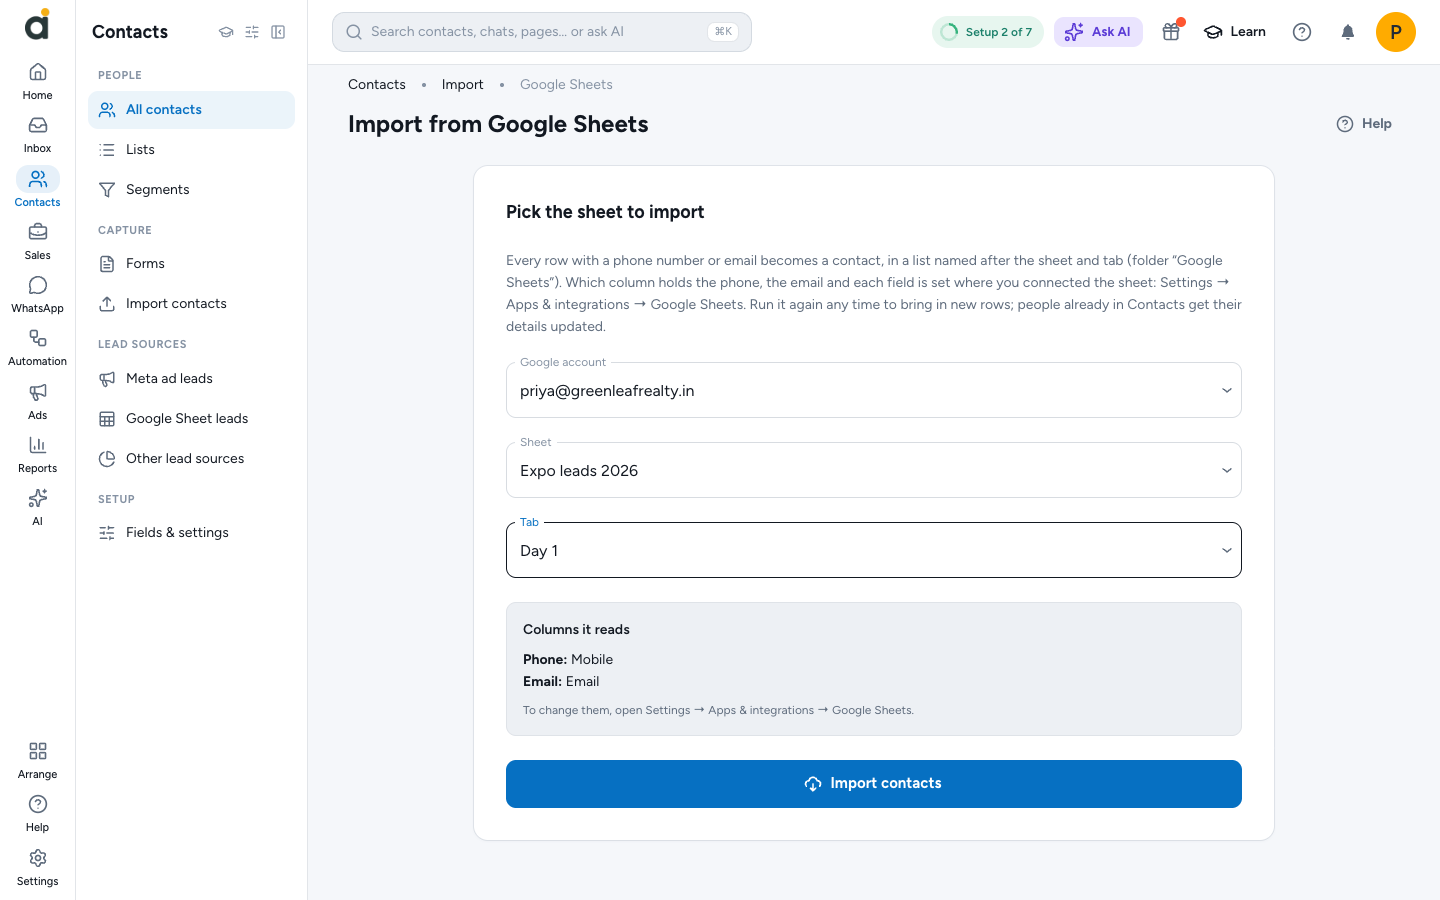 a
Home
Inbox
Contacts
Sales
WhatsApp
Automation
Ads
Reports
AI
Arrange
Help
Settings
Contacts
PEOPLE
All contacts
Lists
Segments
CAPTURE
Forms
Import contacts
LEAD SOURCES
Meta ad leads
Google Sheet leads
Other lead sources
SETUP
Fields & settings
Search contacts, chats, pages... or ask AI
⌘K
Setup 2 of 7
Ask AI
Learn
P
Contacts • Import • Google Sheets
Import from Google Sheets
Help
Pick the sheet to import
Every row with a phone number or email becomes a contact, in a list named after the sheet and tab (folder “Google
Sheets”). Which column holds the phone, the email and each field is set where you connected the sheet: Settings →
Apps & integrations → Google Sheets. Run it again any time to bring in new rows; people already in Contacts get their
details updated.
Google account
priya@greenleafrealty.in
Sheet
Expo leads 2026
Tab
Day 1
Columns it reads
Phone: Mobile
Email: Email
To change them, open Settings → Apps & integrations → Google Sheets.
Import contacts